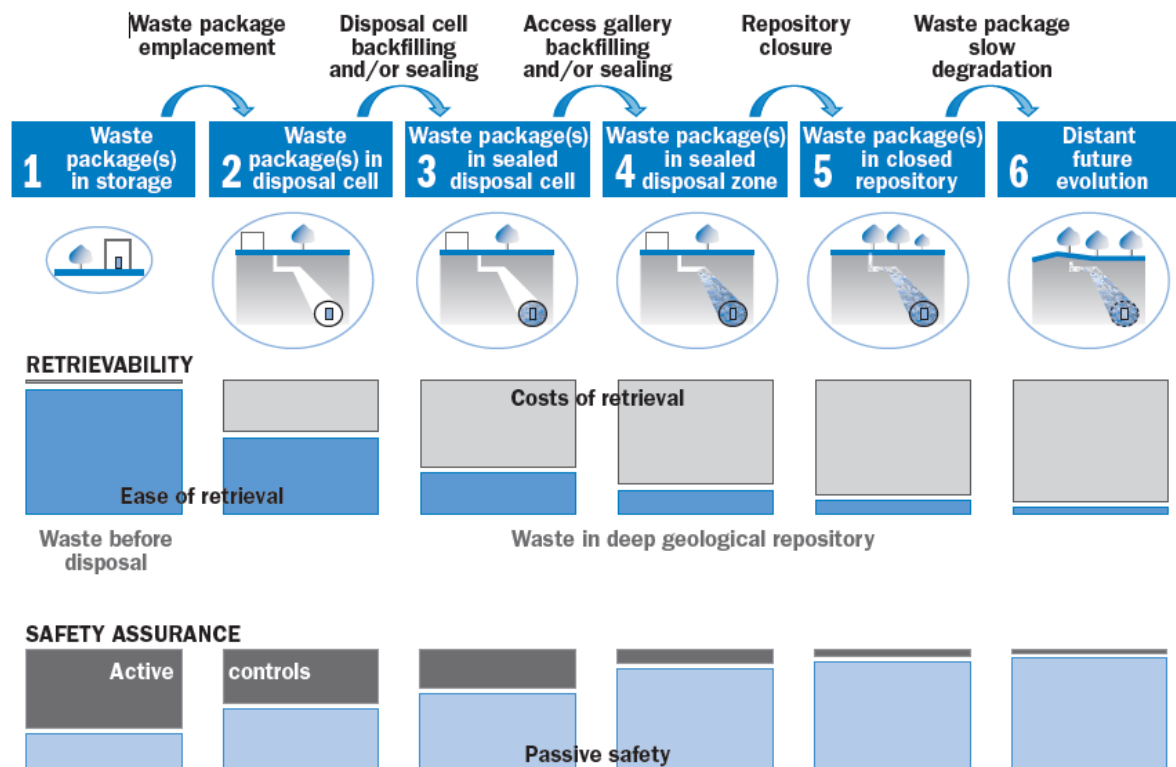 Waste package
emplacement
Disposal cell
backfilling
and/or sealing
Access gallery
backfilling
and/or sealing
Repository
closure
Waste package
slow
degradation
1 Waste
package(s)
in storage
2 Waste
package(s) in
disposal cell
3 Waste package(s)
in sealed
disposal cell
4 Waste package(s)
in sealed
disposal zone
5 Waste package(s)
in closed
repository
6 Distant
future
evolution
RETRIEVABILITY
Costs of retrieval
Ease of retrieval
Waste before
disposal
Waste in deep geological repository
SAFETY ASSURANCE
Active controls
Passive safety